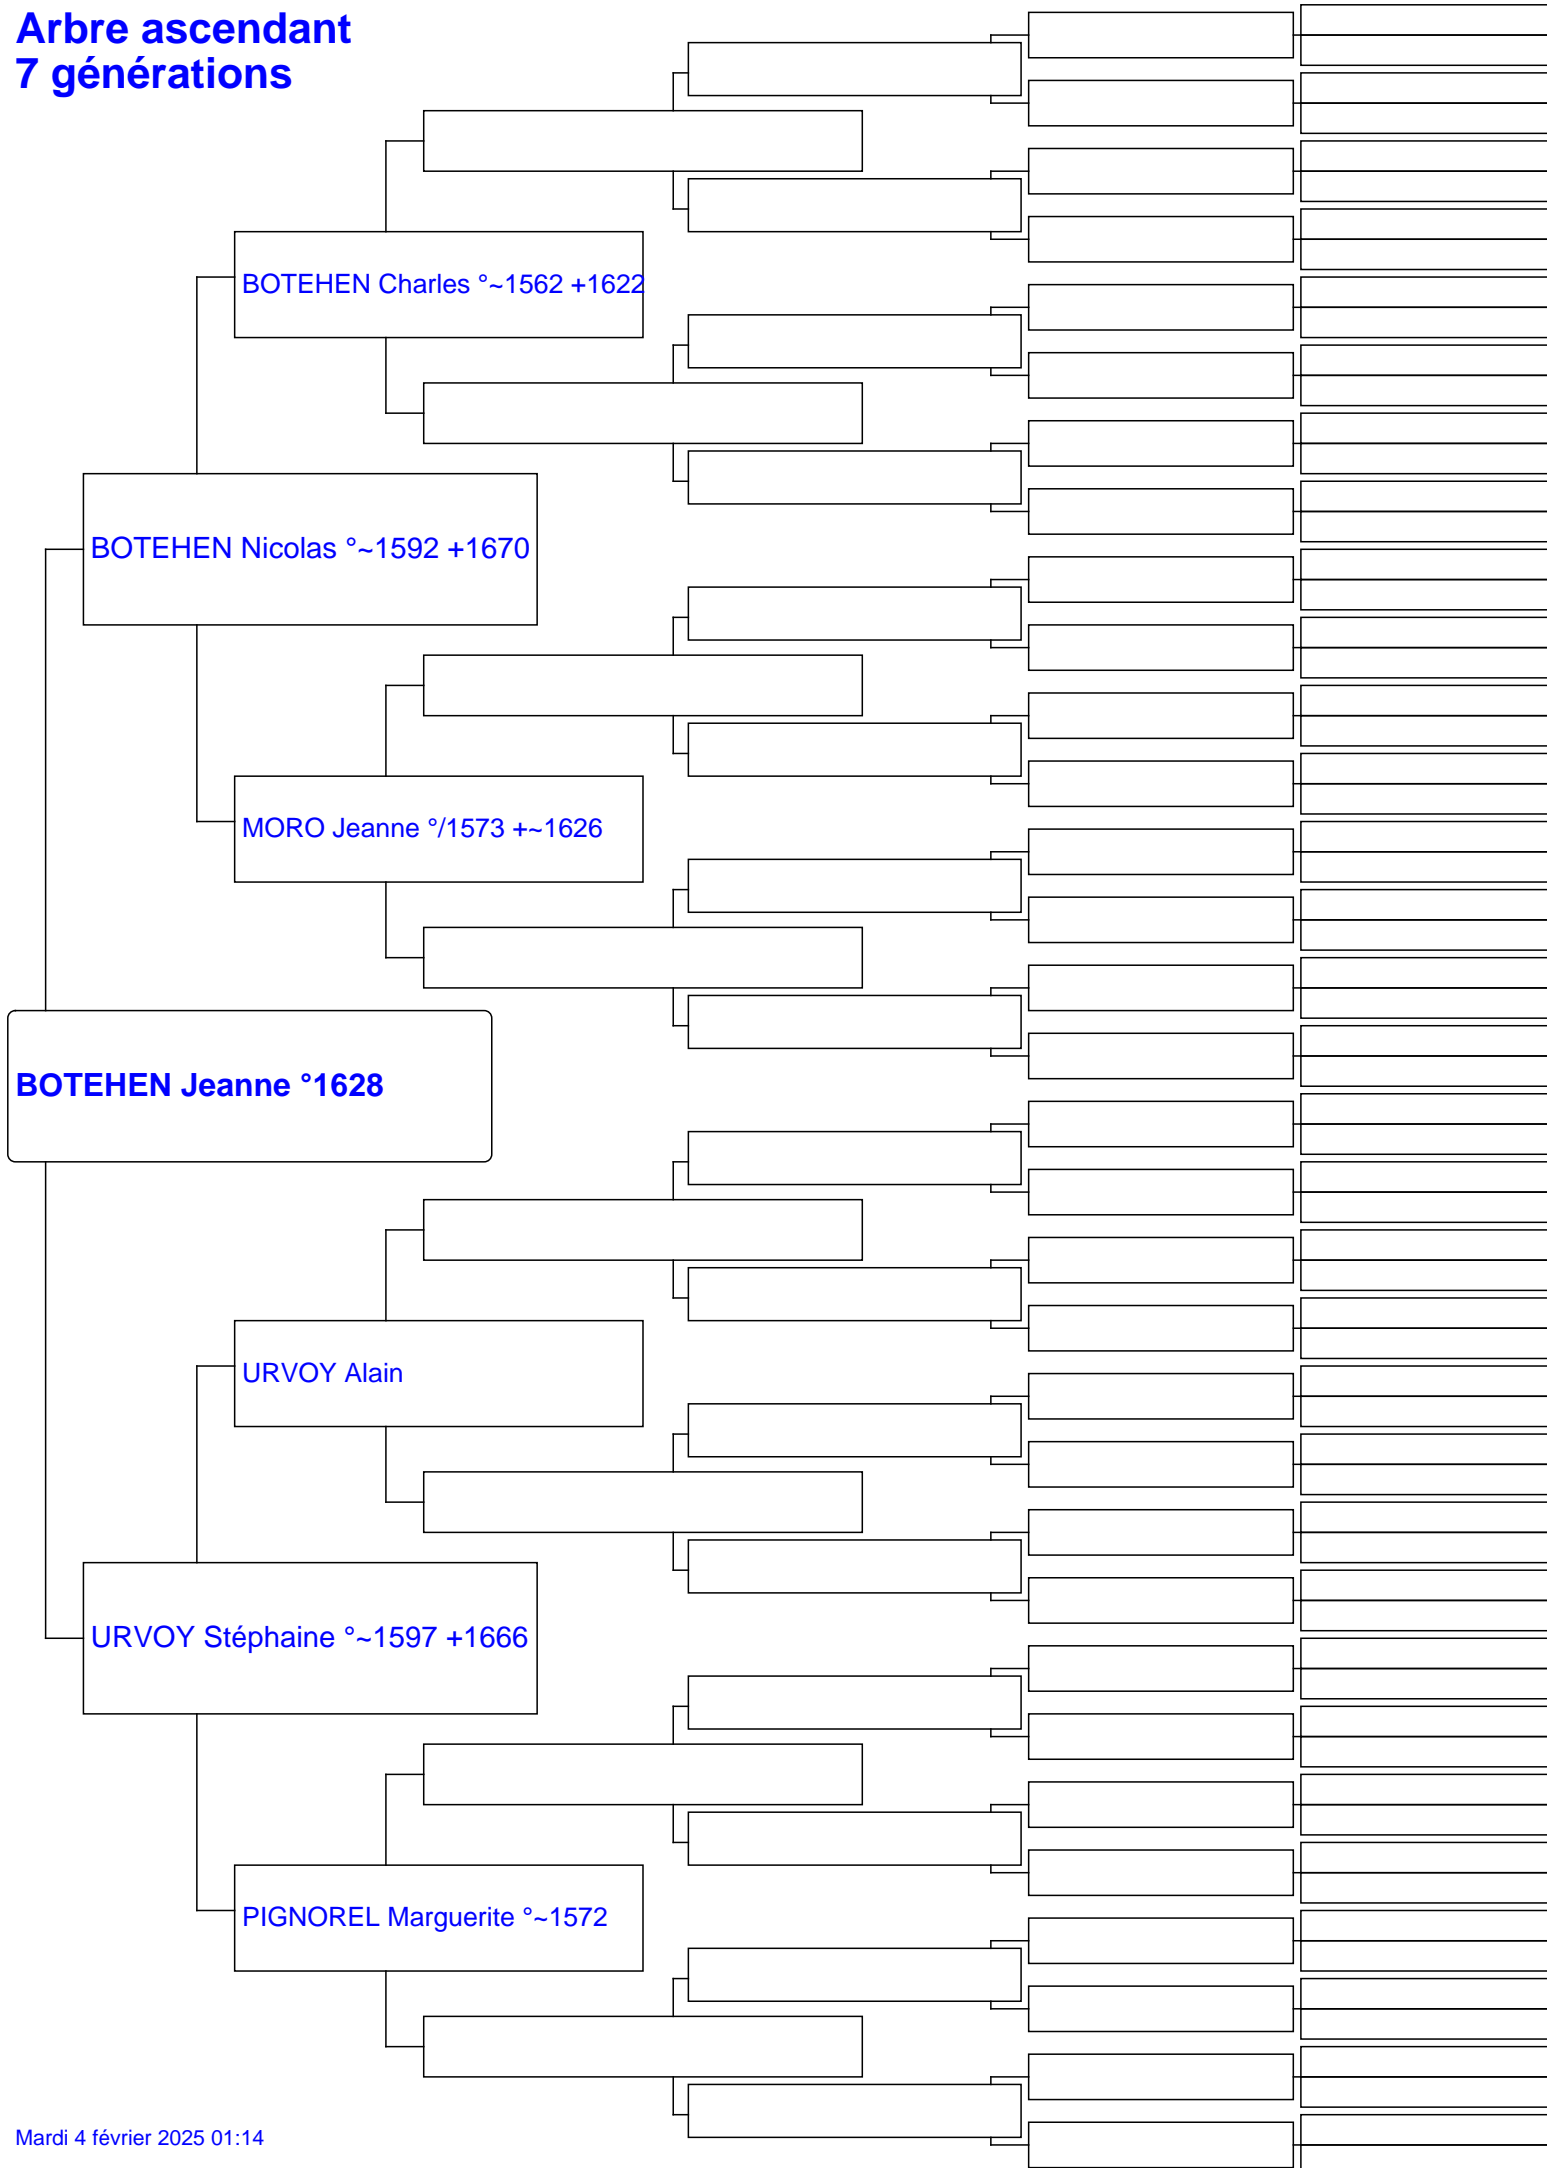 Arbre ascendant
7 générations
BOTEHEN Charles °~1562 +1622
BOTEHEN Nicolas °~1592 +1670
MORO Jeanne °/1573 +~1626
BOTEHEN Jeanne °1628
URVOY Alain
URVOY Stéphaine °~1597 +1666
PIGNOREL Marguerite °~1572
Mardi 4 février 2025 01:14